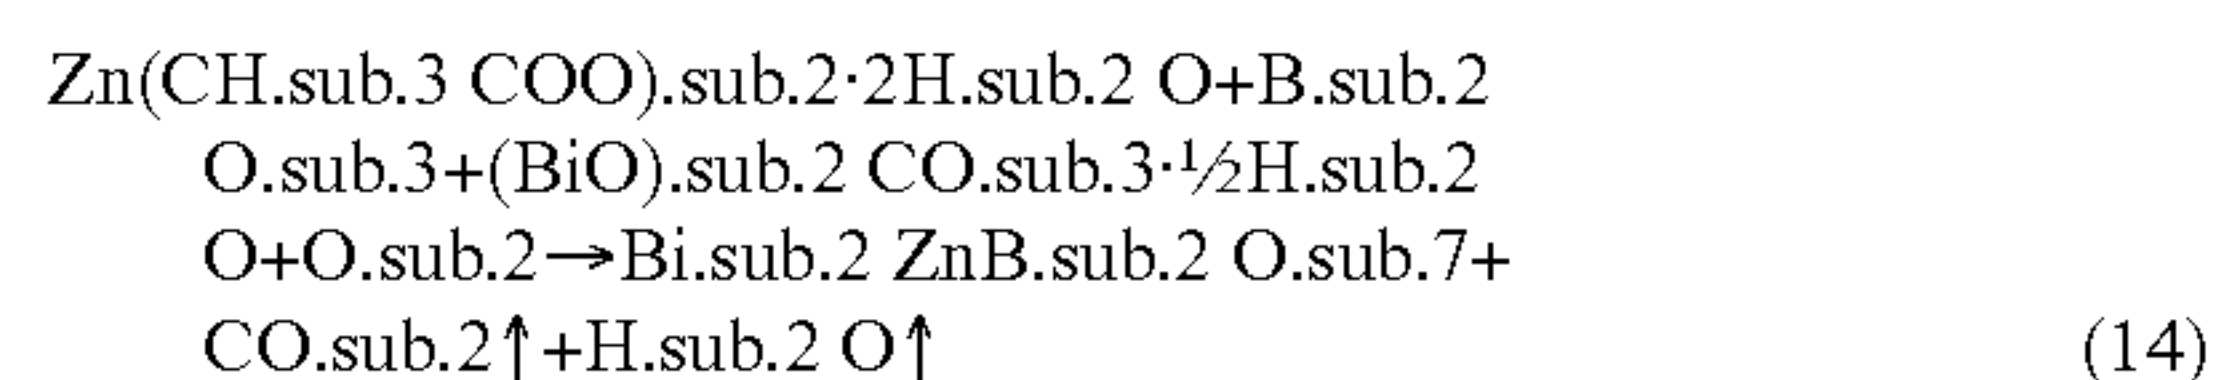 Zn(CH.sub.3 COO).sub.2·2H.sub.2 O+B.sub.2
O.sub.3+(BiO).sub.2 CO.sub.3·½H.sub.2
O+O.sub.2→Bi.sub.2 ZnB.sub.2 O.sub.7+
CO.sub.2↑+H.sub.2 O↑ (14)